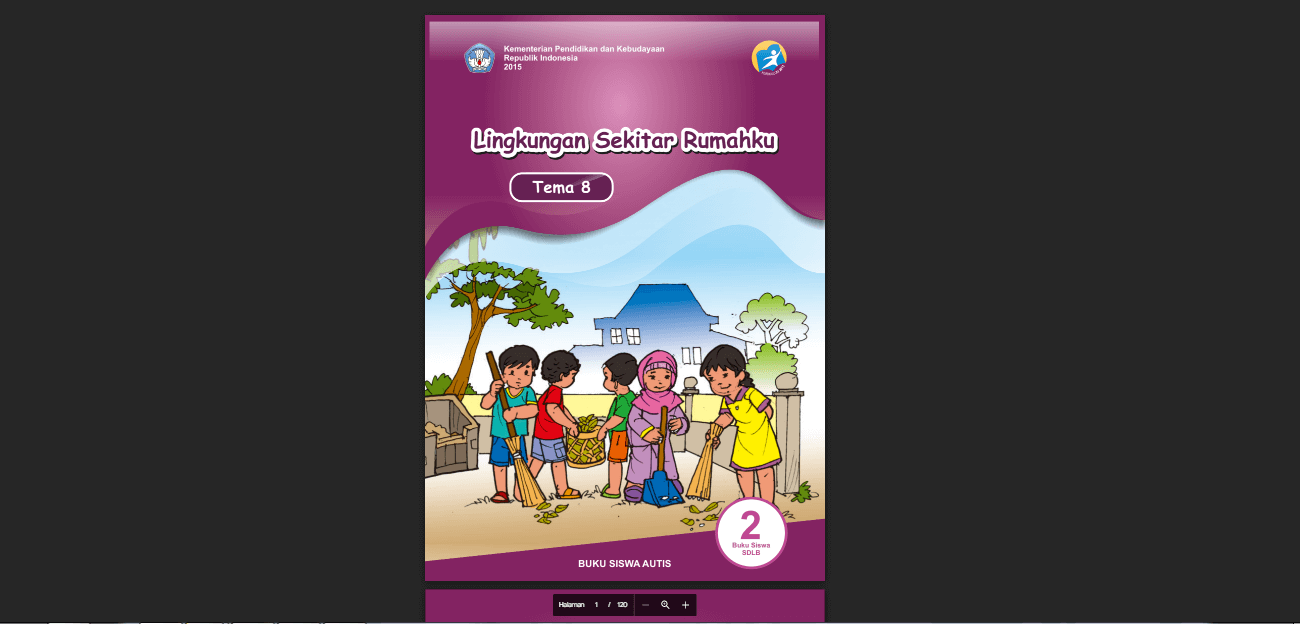 Kementerian Pendidikan dan Kebudayaan
Republik Indonesia
2015
Lingkungan Sekitar Rumahku
Tema 8
2
Buku Siswa
SDLB
BUKU SISWA AUTIS
Halaman 1 / 120